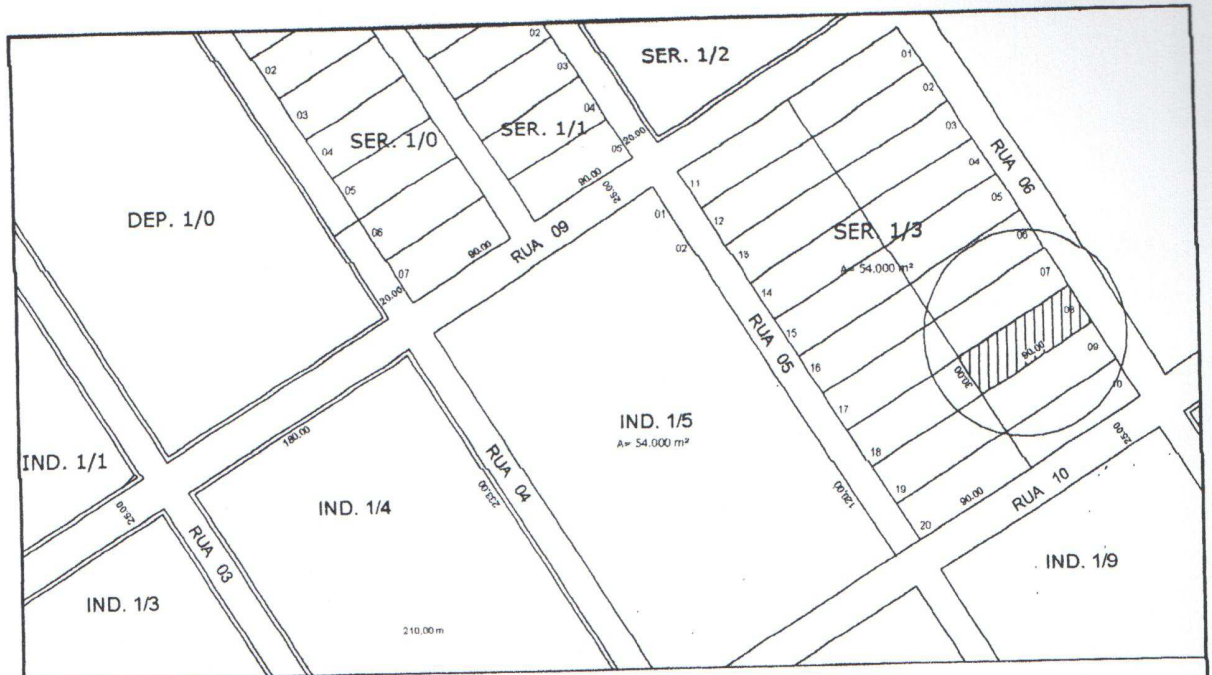 02
03
04
05
06
07
SER. 1/0
90.00
20.00
02
03
04
05
SER. 1/1
90.00
20.00
25.00
SER. 1/2
DEP. 1/0
RUA 09
01
02
03
04
05
06
07
08
09
10
11
12
13
14
15
16
17
18
19
20
SER. 1/3
A= 54.000 m²
RUA 06
90.00
30.00
90.00
25.00
RUA 10
01
02
RUA 05
IND. 1/5
A= 54.000 m²
120,00
IND. 1/1
25.00
180.00
IND. 1/4
233.00
RUA 04
RUA 03
IND. 1/3
210,00 m
IND. 1/9